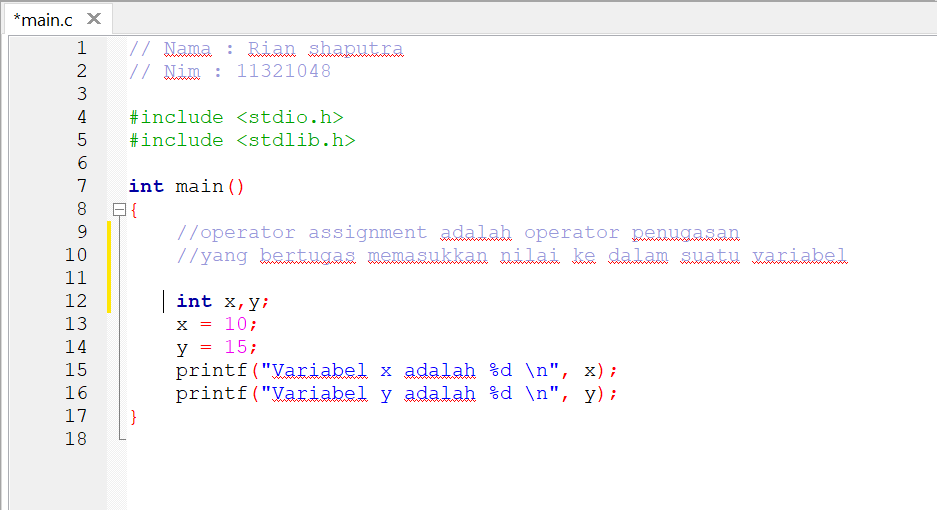 *main.c
1 // Nama : Rian shaputra
2 // Nim : 11321048
3
4 #include <stdio.h>
5 #include <stdlib.h>
6
7 int main()
8 {
9 //operator assignment adalah operator penugasan
10 //yang bertugas memasukkan nilai ke dalam suatu variabel
11
12 int x,y;
13 x = 10;
14 y = 15;
15 printf("Variabel x adalah %d \n", x);
16 printf("Variabel y adalah %d \n", y);
17 }
18